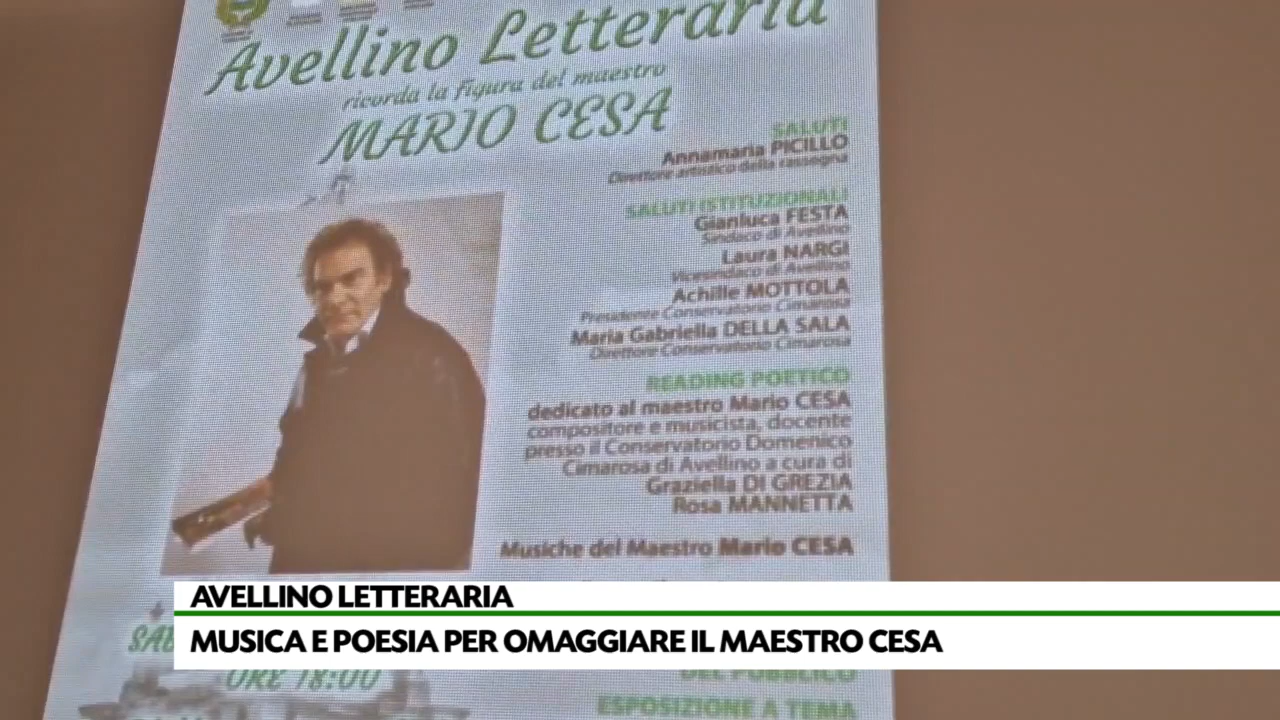 Avellino Letteraria
ricorda la figura del maestro
MARIO CESA
SALUTI
Annamaria PICILLO
Direttore artistico della rassegna
SALUTI ISTITUZIONALI
Gianluca FESTA
Sindaco di Avellino
Laura NARGI
Vicesindaco di Avellino
Achille MOTTOLA
Presidente Conservatorio Cimarosa
Maria Gabriella DELLA SALA
Direttore Conservatorio Cimarosa
READING POETICO
dedicato al maestro Mario CESA
compositore e musicista, docente
presso il Conservatorio Domenico
Cimarosa di Avellino a cura di
Graziella DI GREZIA
Rosa MANNETTA
Musiche del Maestro Mario CESA
AVELLINO LETTERARIA
MUSICA E POESIA PER OMAGGIARE IL MAESTRO CESA
ORE 18:00
DEL PUBBLICO
ESPOSIZIONE A TEMA